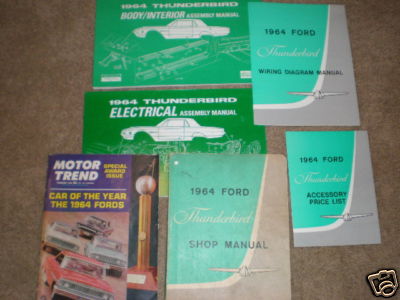 1964 THUNDERBIRD
BODY/INTERIOR ASSEMBLY MANUAL
1964 FORD
Thunderbird
WIRING DIAGRAM MANUAL
1964 THUNDERBIRD
ELECTRICAL ASSEMBLY MANUAL
1964 FORD
Thunderbird
ACCESSORY
PRICE LIST
MOTOR
TREND
SPECIAL
AWARD
ISSUE
CAR OF THE YEAR
THE 1964 FORDS
1964 FORD
Thunderbird
SHOP MANUAL
ebY